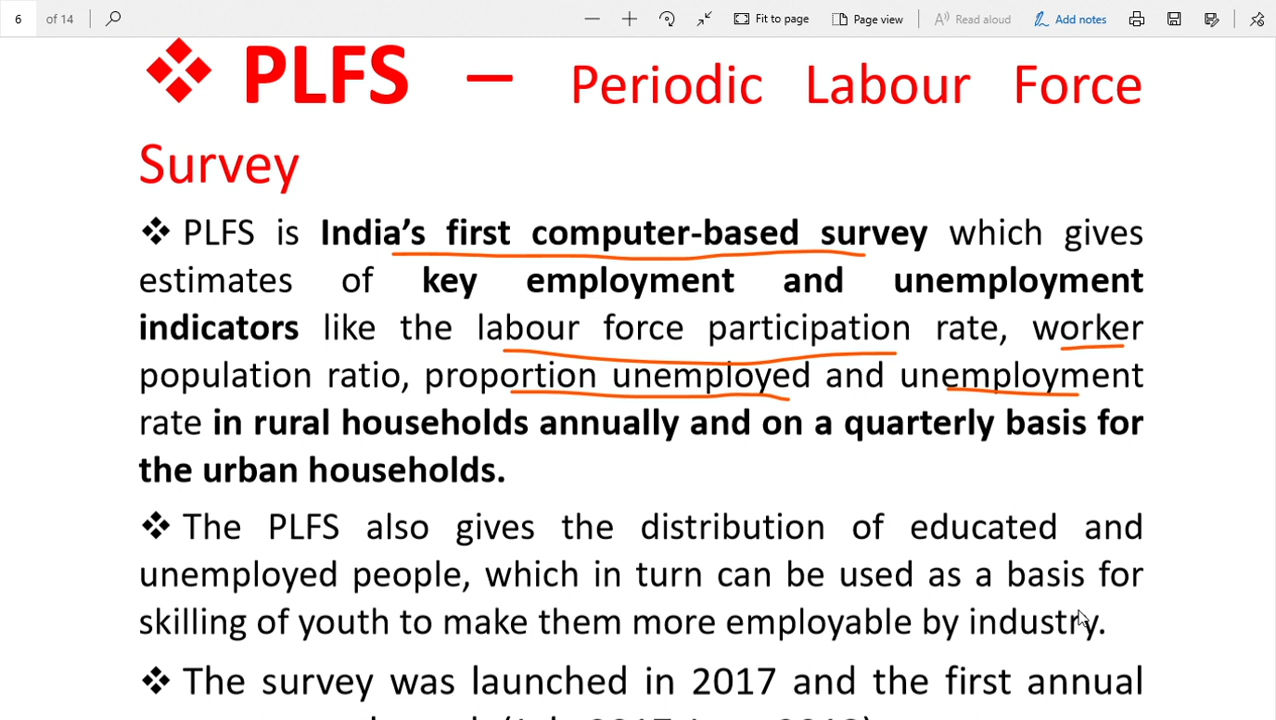 6 of 14 Fit to page Page view Read aloud Add notes
❖ PLFS – Periodic Labour Force
Survey
❖ PLFS is India’s first computer-based survey which gives
estimates of key employment and unemployment
indicators like the labour force participation rate, worker
population ratio, proportion unemployed and unemployment
rate in rural households annually and on a quarterly basis for
the urban households.
❖ The PLFS also gives the distribution of educated and
unemployed people, which in turn can be used as a basis for
skilling of youth to make them more employable by industry.
❖ The survey was launched in 2017 and the first annual